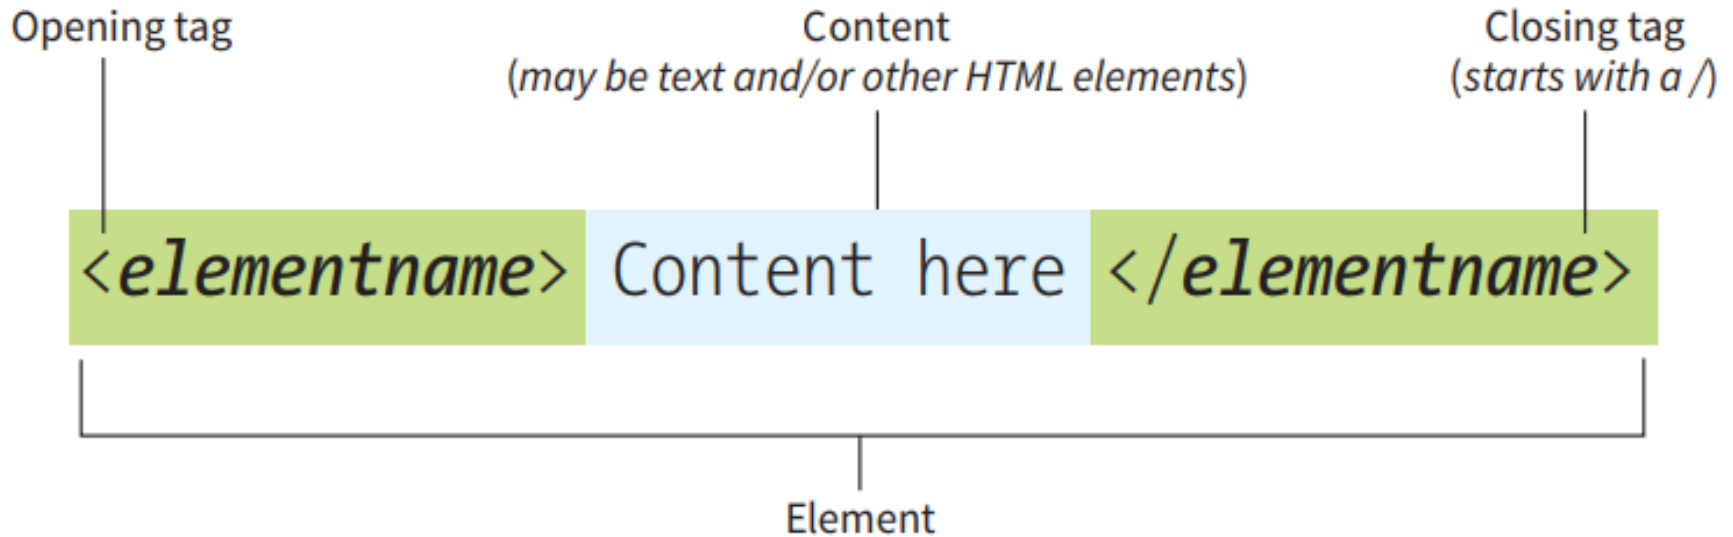 Opening tag
Content
(may be text and/or other HTML elements)
Closing tag
(starts with a /)
<elementname> Content here </elementname>
Element